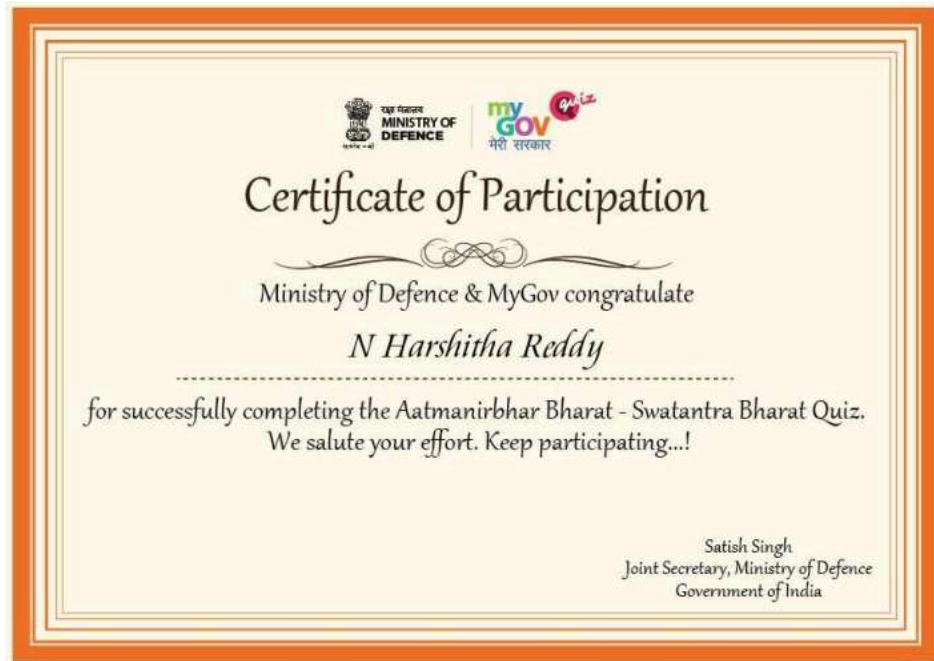 रक्षा मंत्रालय
MINISTRY OF
DEFENCE
my
GOV
मेरी सरकार
quiz
Certificate of Participation
Ministry of Defence & MyGov congratulate
N Harshitha Reddy
for successfully completing the Aatmanirbhar Bharat - Swatantra Bharat Quiz.
We salute your effort. Keep participating...!
Satish Singh
Joint Secretary, Ministry of Defence
Government of India